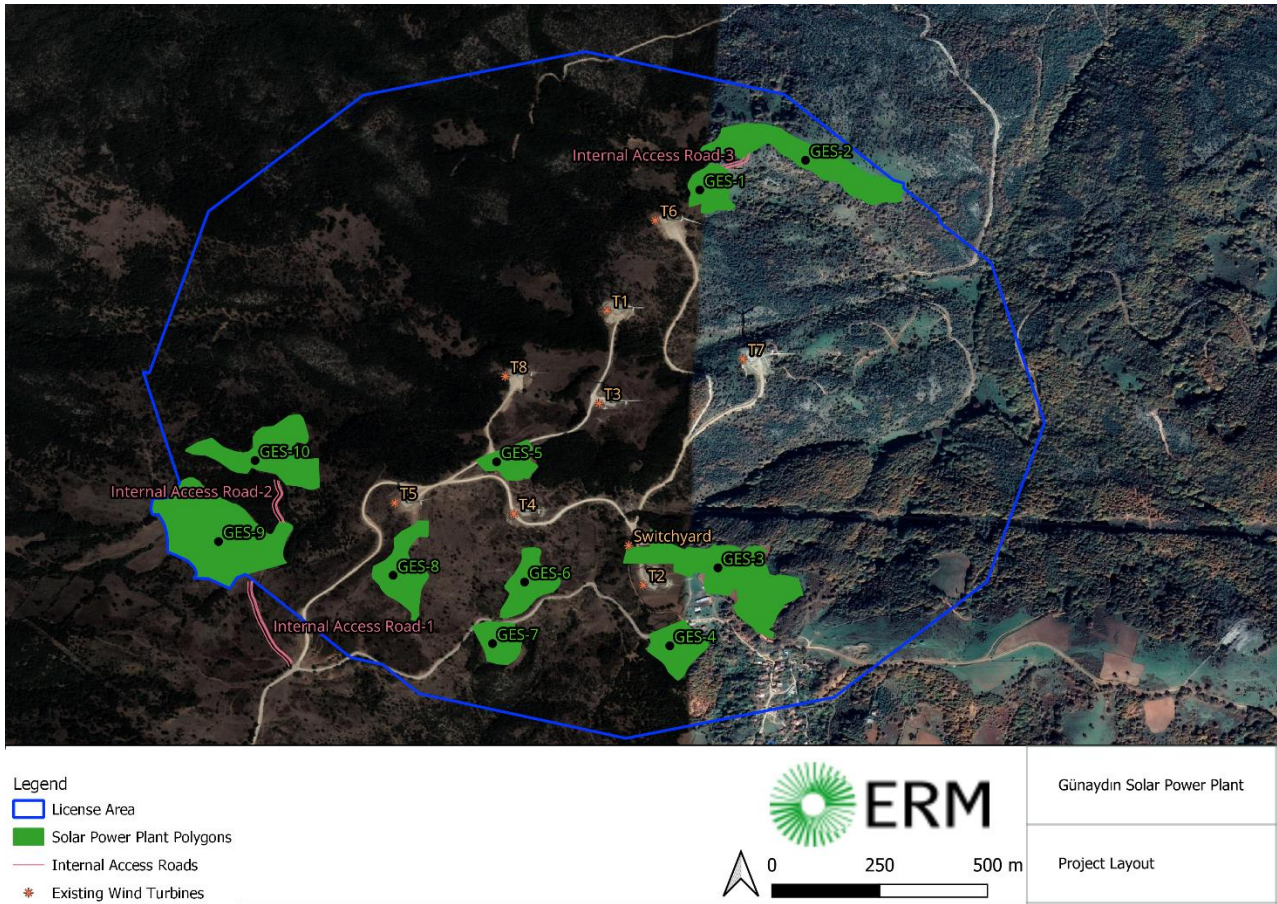 Internal Access Road-3
GES-2
GES-1
T6
T1
T7
T8
T3
GES-10
GES-5
Internal Access Road-2
T5
T4
GES-9
Switchyard
GES-8
GES-6
GES-3
T2
Internal Access Road-1
GES-7
GES-4
Legend
License Area
Solar Power Plant Polygons
Internal Access Roads
Existing Wind Turbines
ERM
0 250 500 m
Günaydın Solar Power Plant
Project Layout